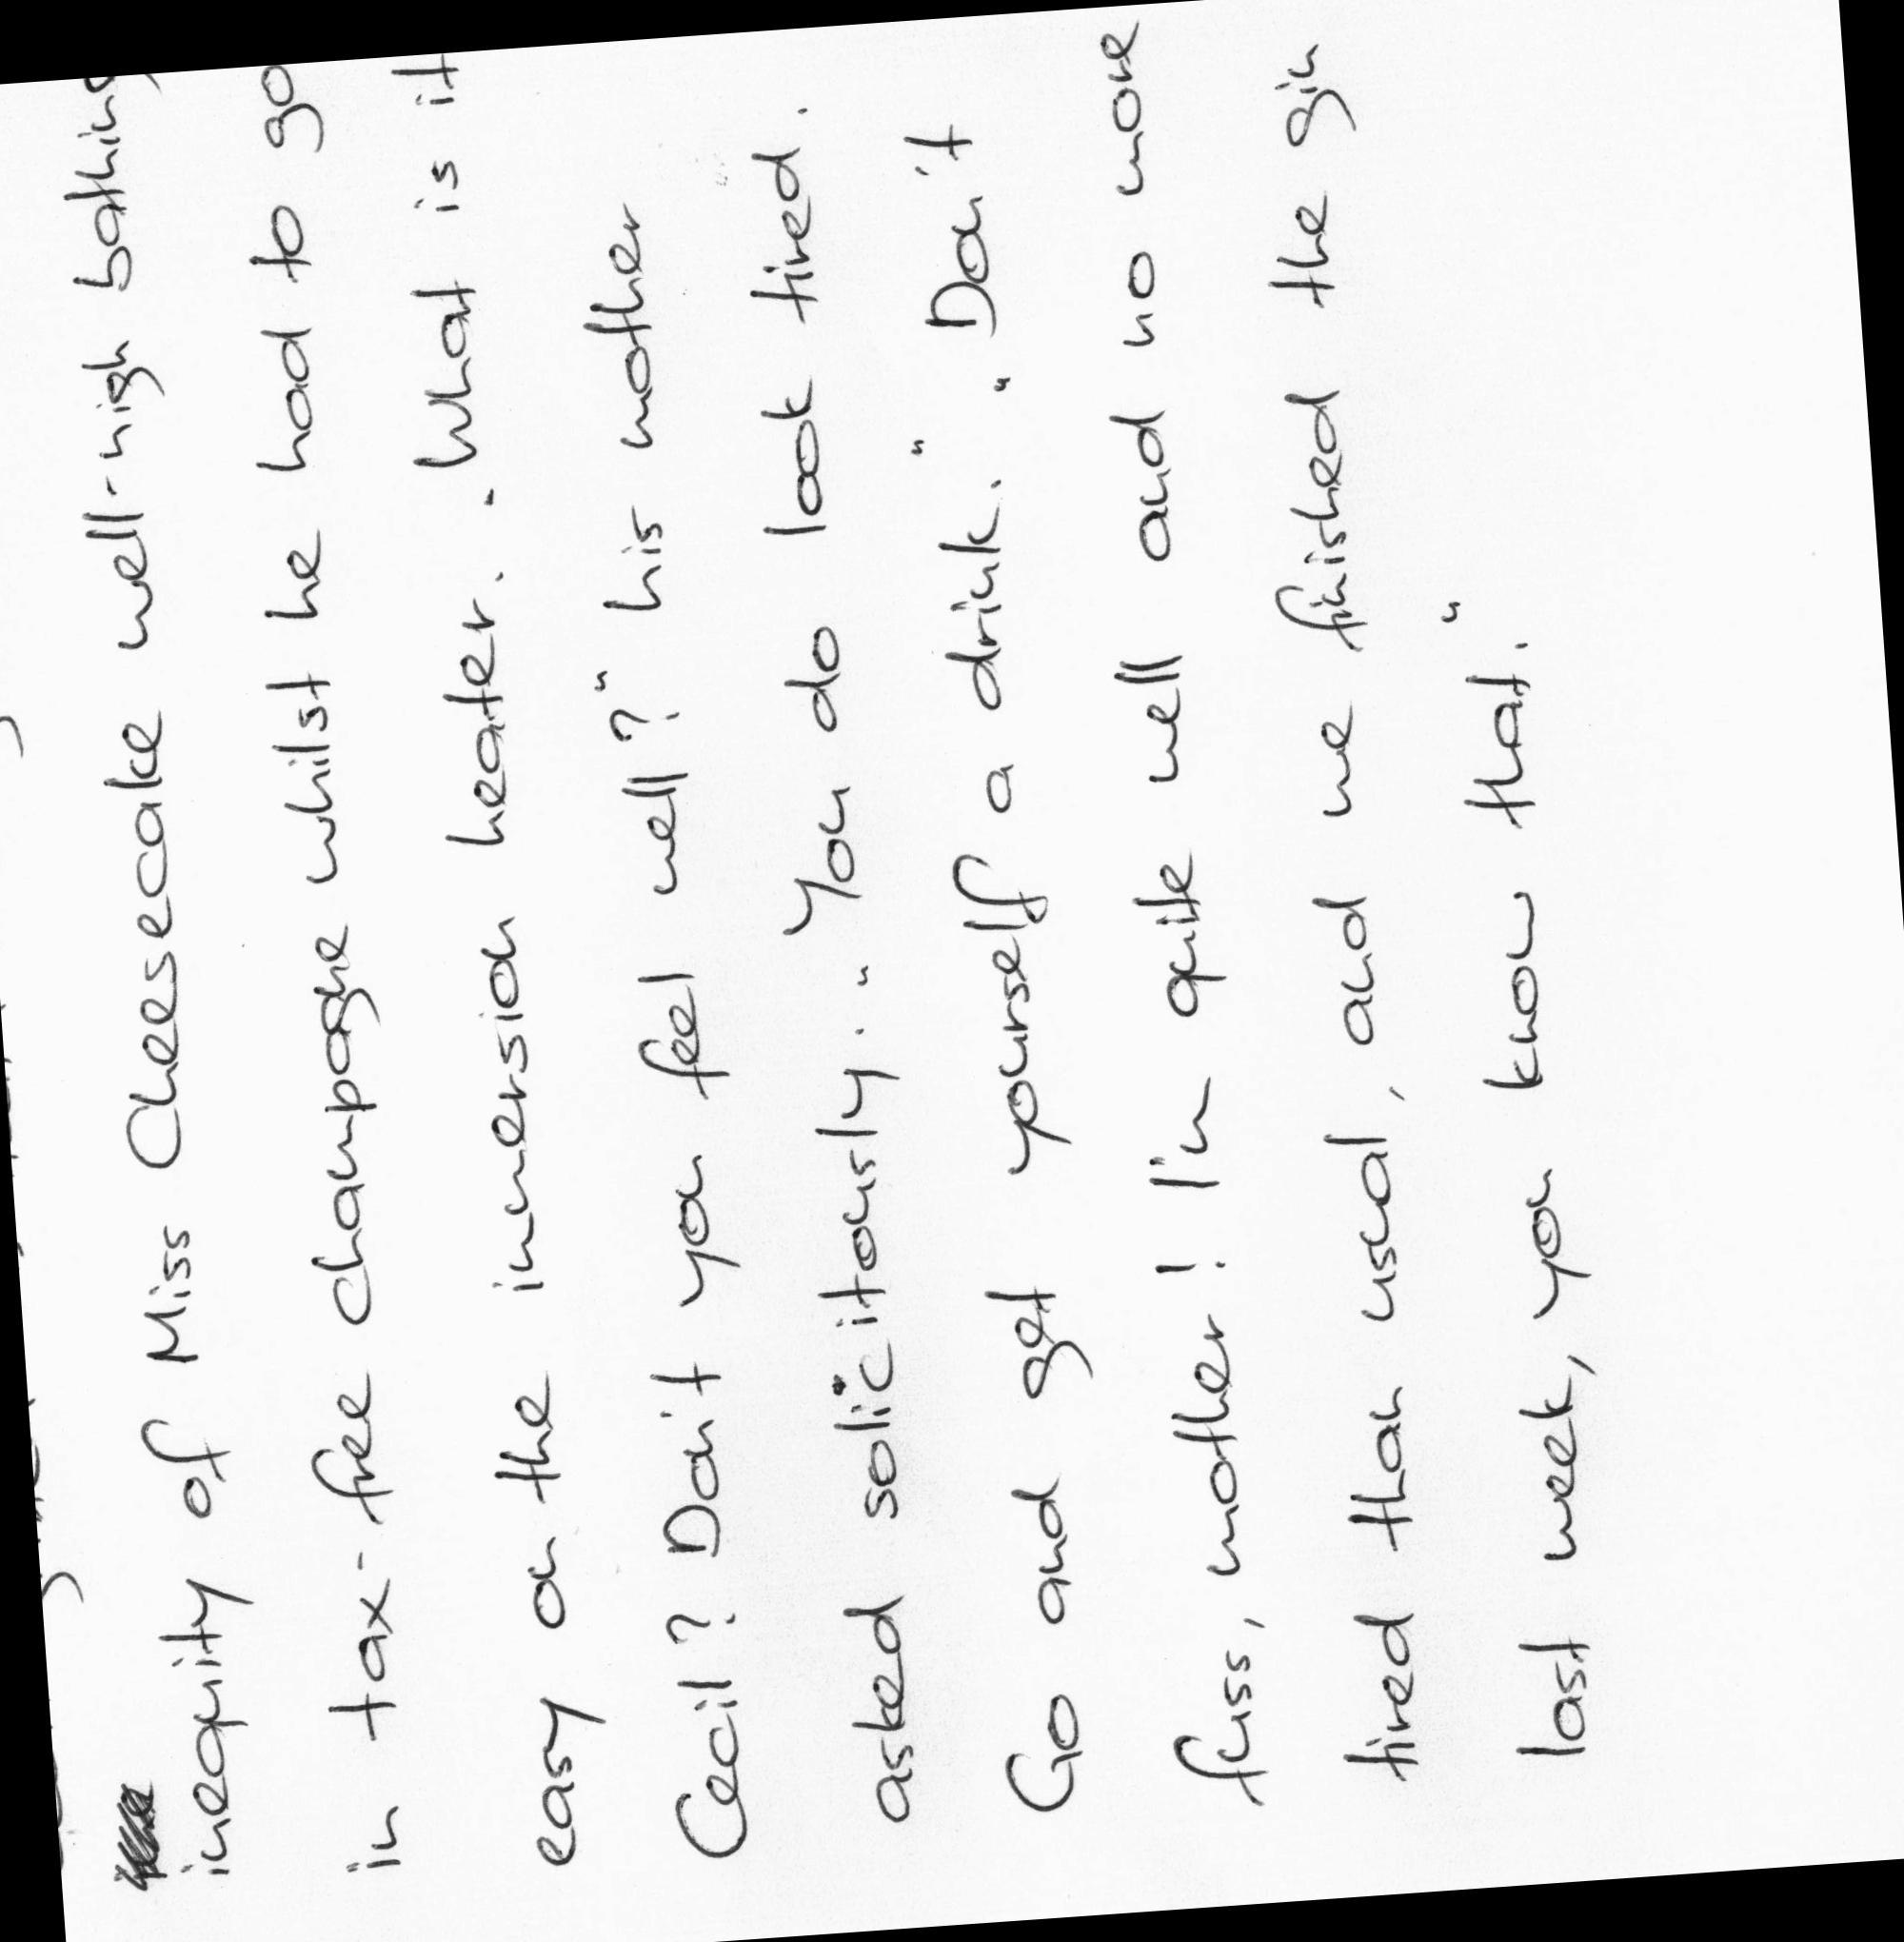 inequity of Miss Cheesecake well-nigh bathing
in tax-free champagne whilst he had to go
easy on the immersion heater. "What is it
Cecil? Don't you feel well?" his mother
asked solicitously. "You do look tired.
Go and get yourself a drink." "Don't
fuss, mother! I'm quite well and no more
tired than usual, and we finished the gin
last week, you know that."